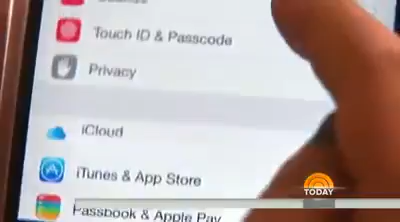 Touch ID & Passcode
Privacy
iCloud
iTunes & App Store
TODAY
Passbook & Apple Pay